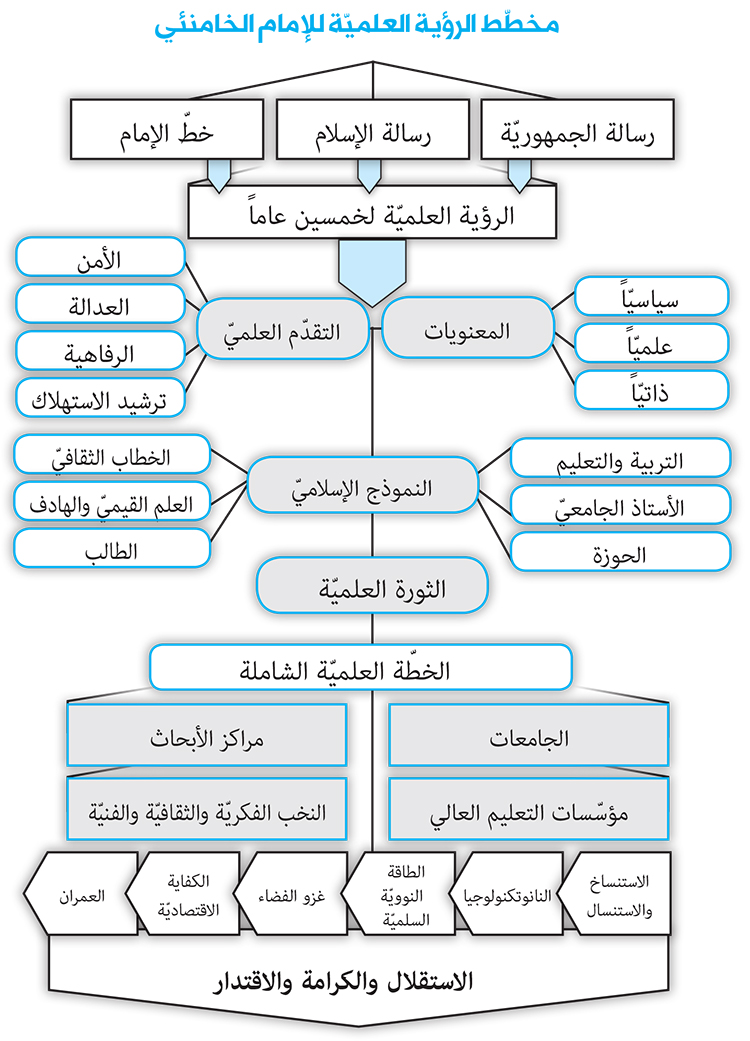 مخطّط الرؤية العلميّة للإمام الخامنئي
رسالة الجمهوريّة
رسالة الإسلام
خطّ الإمام
الرؤية العلميّة لخمسين عاماً
المعنويات
سياسيّاً
علميّاً
ذاتيّاً
التقدّم العلميّ
الأمن
العدالة
الرفاهية
ترشيد الاستهلاك
النموذج الإسلاميّ
التربية والتعليم
الأستاذ الجامعيّ
الحوزة
الخطاب الثقافيّ
العلم القيميّ والهادف
الطالب
الثورة العلميّة
الخطّة العلميّة الشاملة
الجامعات
مراكز الأبحاث
مؤسّسات التعليم العالي
النخب الفكريّة والثقافيّة والفنيّة
الاستنساخ
والاستنسال
النانوتكنولوجيا
الطاقة
النوويّة
السلميّة
غزو الفضاء
الكفاية
الاقتصاديّة
العمران
الاستقلال والكرامة والاقتدار